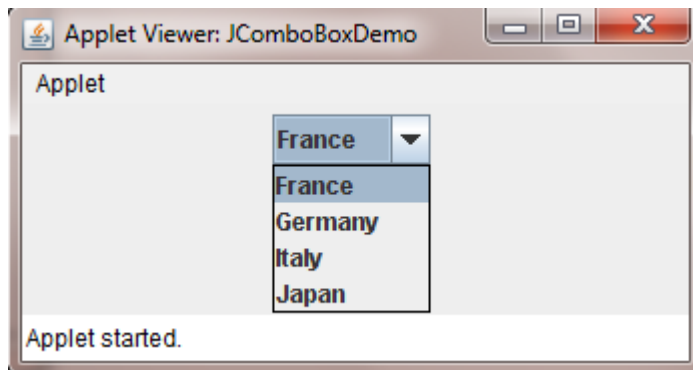 Applet Viewer: JComboBoxDemo
Applet
France
France
Germany
Italy
Japan
Applet started.